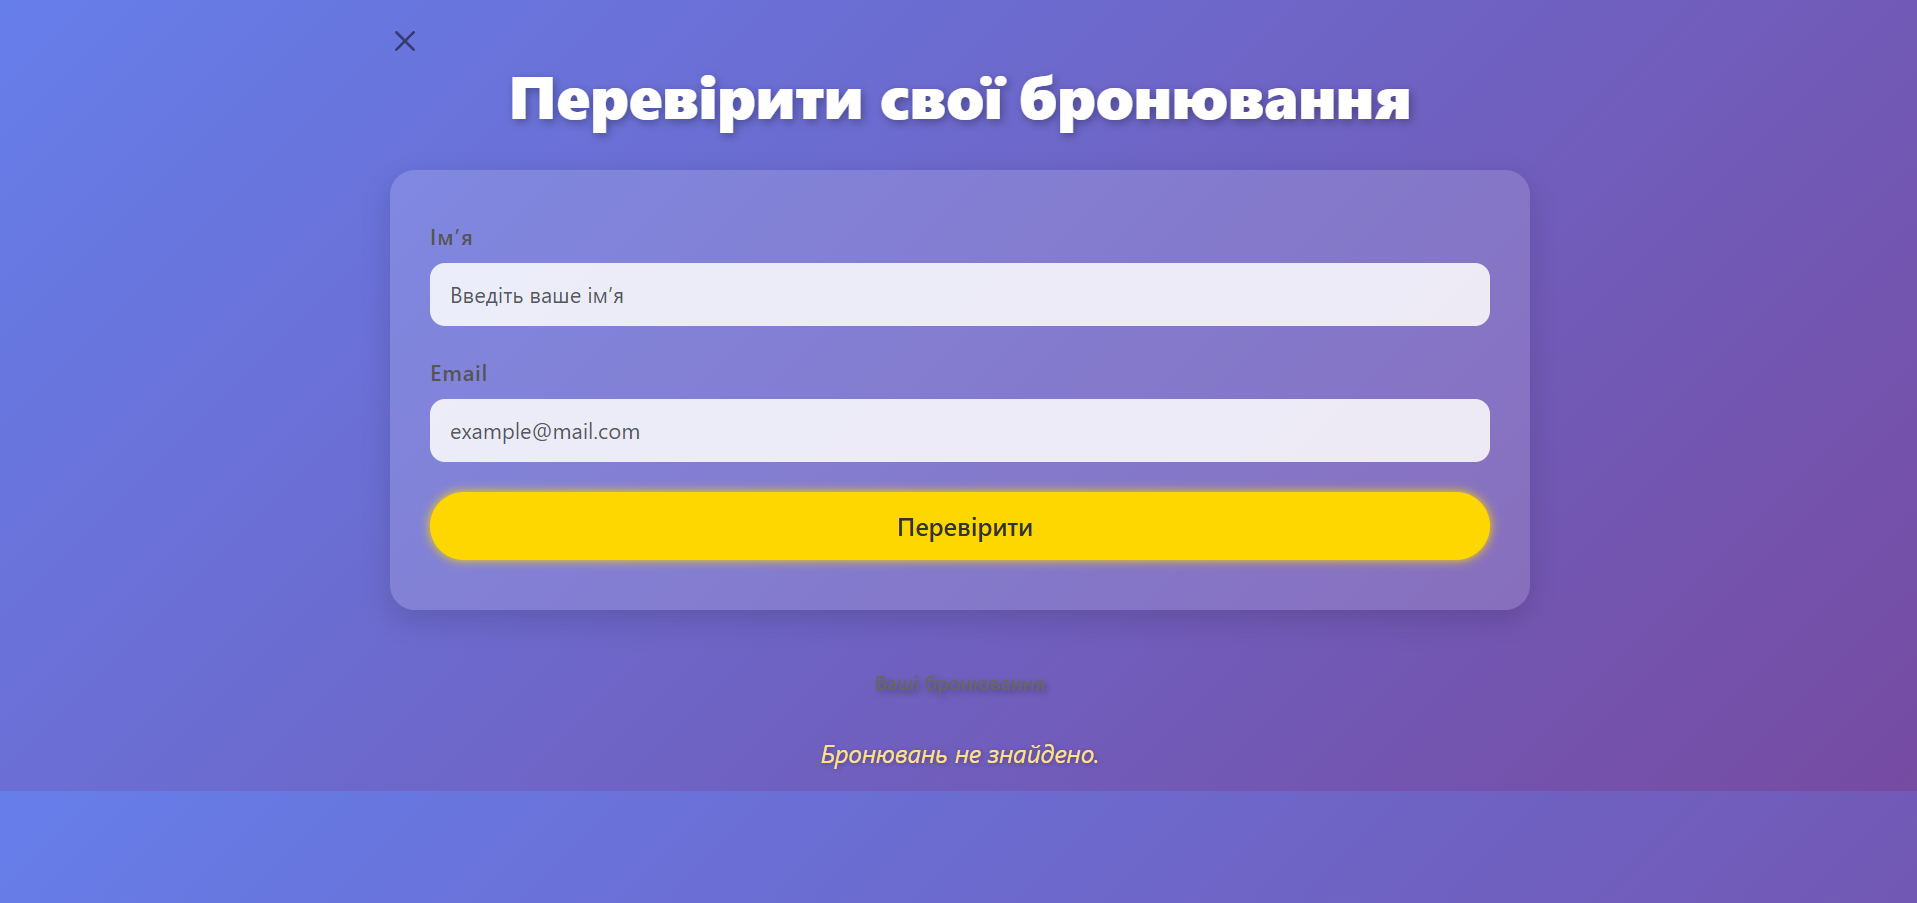 Перевірити свої бронювання
Ім’я
Введіть ваше ім’я
Email
example@mail.com
Перевірити
Ваші бронювання:
Бронювань не знайдено.